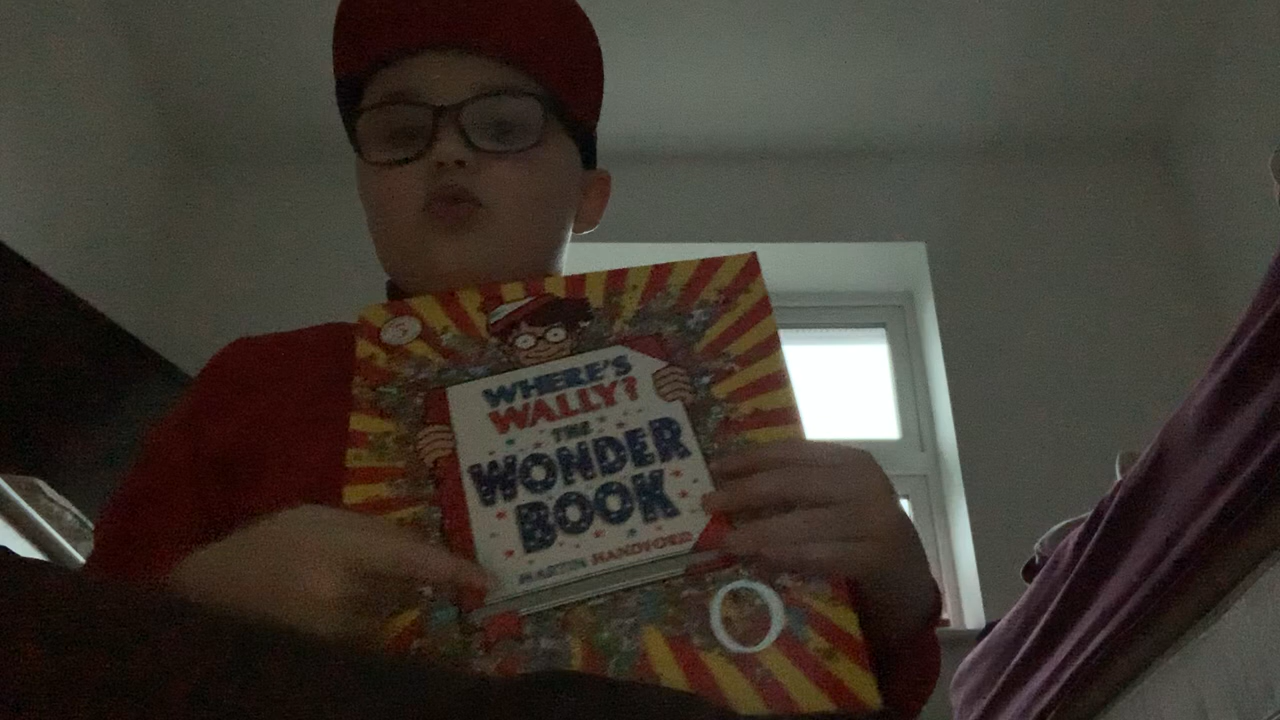 WHERE'S
WALLY?
THE
WONDER
BOOK
MARTIN HANDFORD